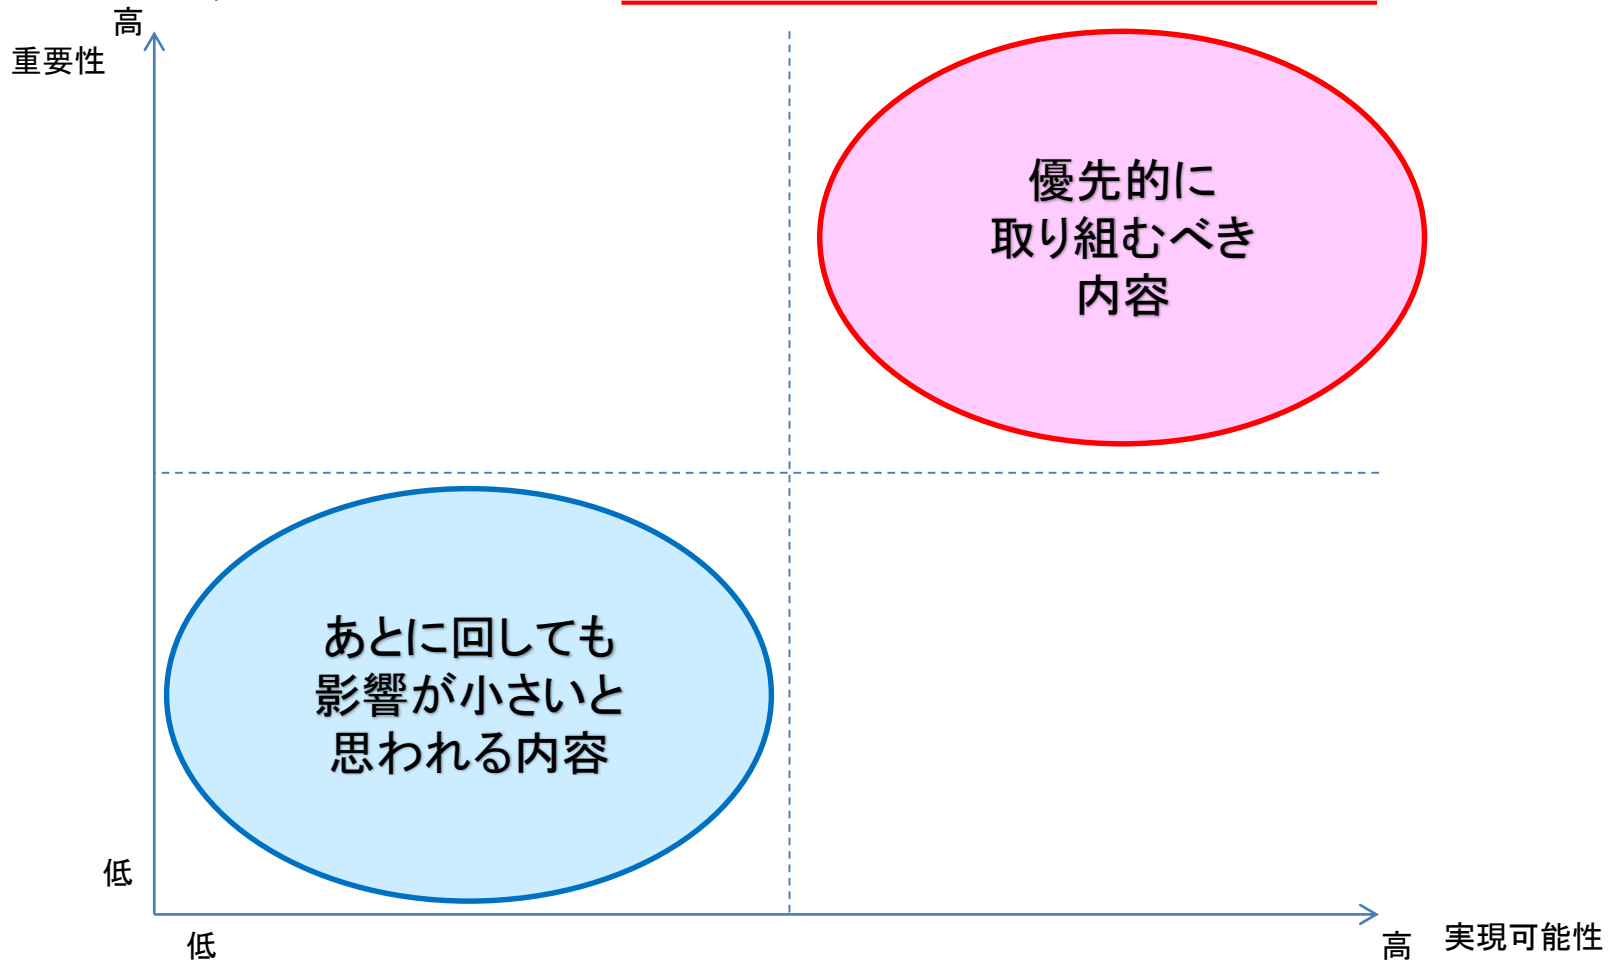 高
重要性
優先的に
取り組むべき
内容
あとに回しても
影響が小さいと
思われる内容
低
低
高
実現可能性